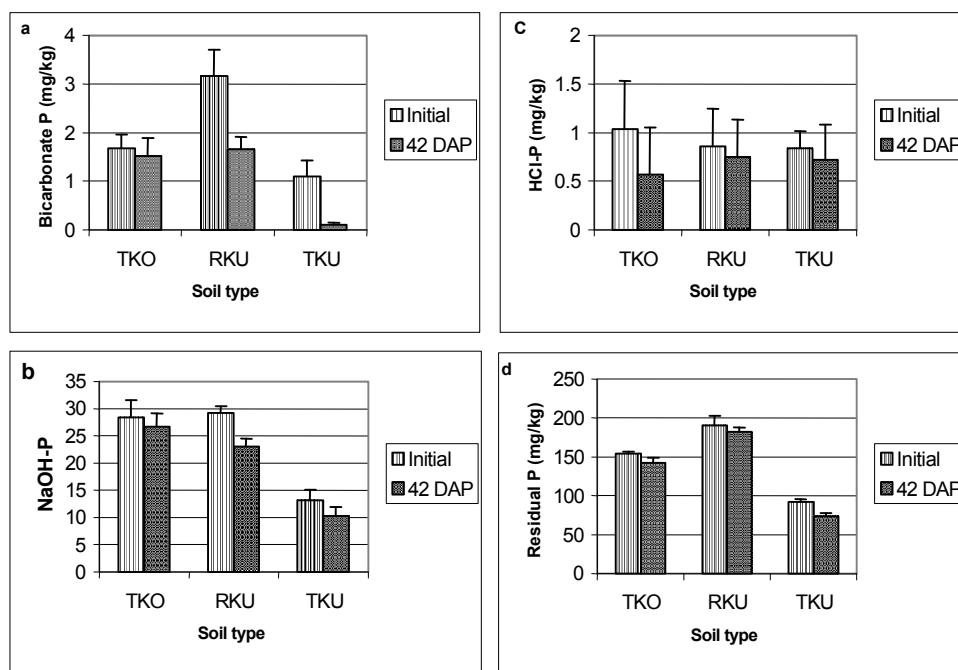 a
Bicarbonate P (mg/kg)
4
3
2
1
0
TKO RKU TKU
Soil type
Initial
42 DAP
C
HCl-P (mg/kg)
2
1.5
1
0.5
0
TKO RKU TKU
Soil type
Initial
42 DAP
b
NaOH-P
35
30
25
20
15
10
5
0
TKO RKU TKU
Soil type
Initial
42 DAP
d
Residual P (mg/kg)
250
200
150
100
50
0
TKO RKU TKU
Soil type
Initial
42 DAP